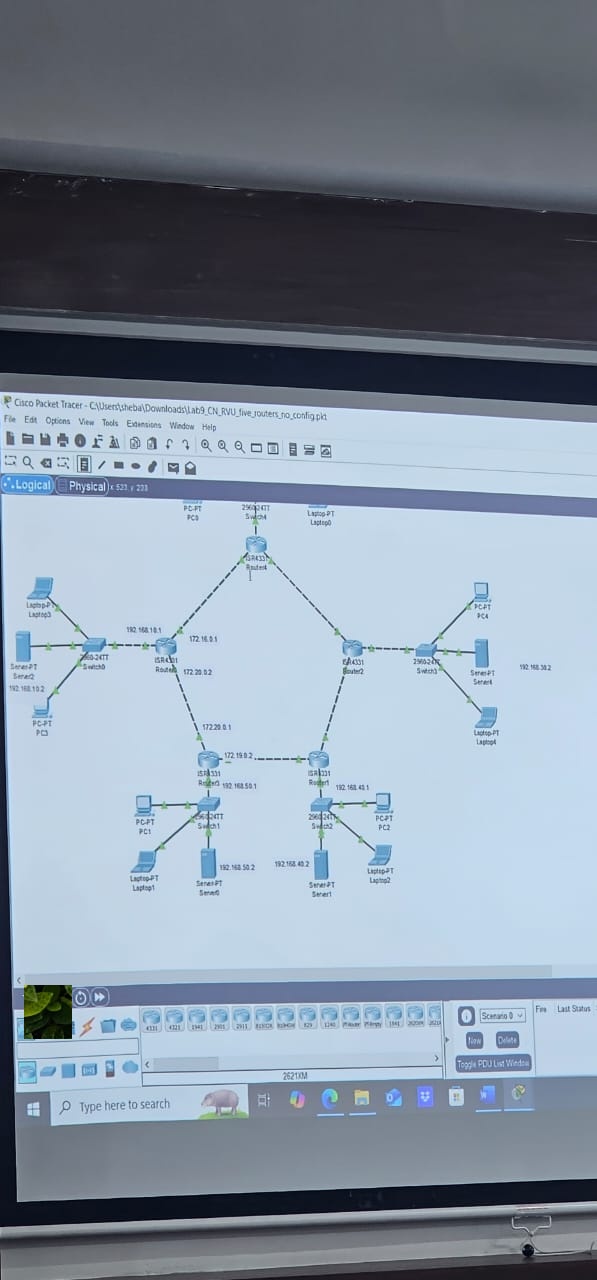 Cisco Packet Tracer - C:\Users\sheba\Downloads\Lab9_CN_RVU_five_routers_no_config.pkt
File Edit Options View Tools Extensions Window Help
Logical Physical x 523 y 233
PC-PT
PC0
2960-24TT
Switch4
Laptop-PT
Laptop0
ISR4331
Router4
Laptop-PT
Laptop3
192.168.10.1
172.16.0.1
PC-PT
PC4
2960-24TT
Switch0
ISR4331
172.20.0.2
ISR4331
Router2
2960-24TT
Switch3
Server-PT
Server4
192.168.30.2
Server-PT
Server2
192.168.10.2
PC-PT
PC3
Laptop-PT
Laptop4
172.20.0.1
172.19.0.2
ISR4331
Router3
192.168.50.1
ISR4331
Router1
192.168.40.1
PC-PT
PC1
2960-24TT
Switch1
2960-24TT
Switch2
PC-PT
PC2
Laptop-PT
Laptop1
Server-PT
Server0
192.168.50.2
192.168.40.2
Server-PT
Server1
Laptop-PT
Laptop2
4331 4321 1941 2901 2911 819IOX 819HGW 829 1240 PT-Router PT-Empty 1841 2620XM
2621XM
Scenario 0
New Delete
Toggle PDU List Window
Fire Last Status
Type here to search